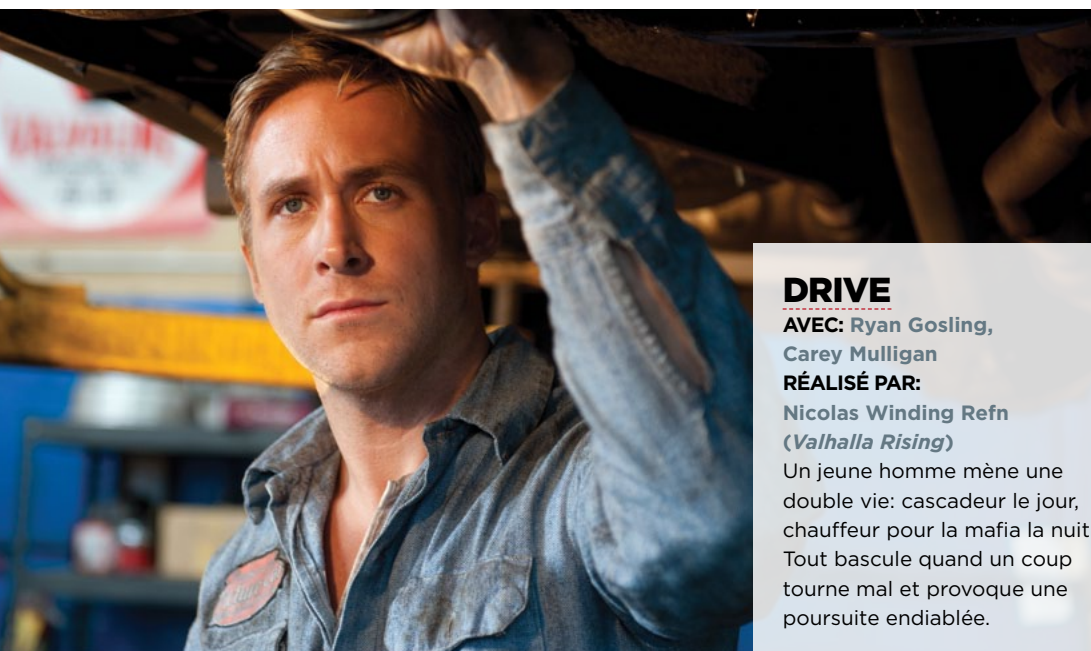 DRIVE
AVEC: Ryan Gosling,
Carey Mulligan
RÉALISÉ PAR:
Nicolas Winding Refn
(Valhalla Rising)
Un jeune homme mène une
double vie: cascadeur le jour,
chauffeur pour la mafia la nuit
Tout bascule quand un coup
tourne mal et provoque une
poursuite endiablée.